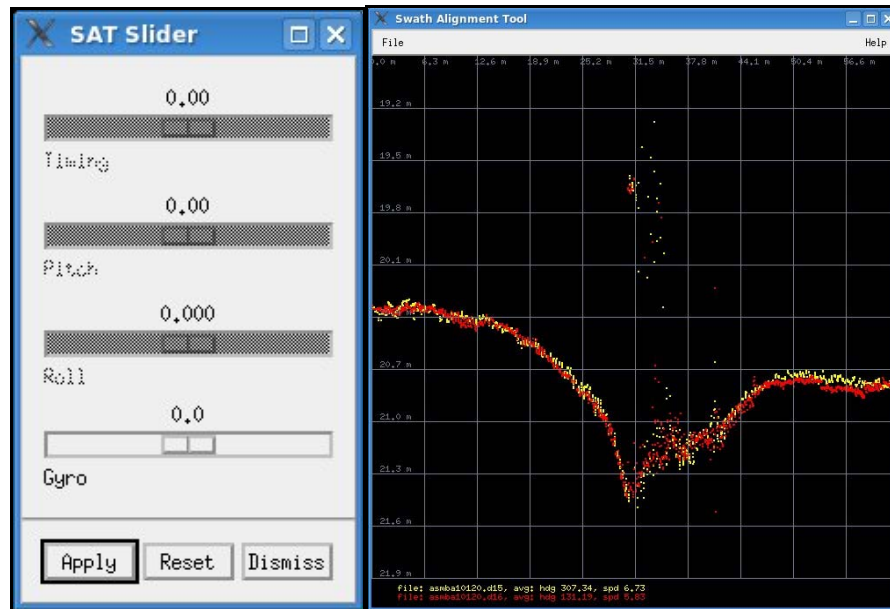 SAT Slider
0.00
Timing
0.00
Pitch
0.000
Roll
0.0
Gyro
Apply Reset Dismiss
Swath Alignment Tool
File Help
0.0 m 6.3 m 12.6 m 18.9 m 25.2 m 31.5 m 37.8 m 44.1 m 50.4 m 56.6 m
19.2 m
19.5 m
19.8 m
20.1 m
20.7 m
21.0 m
21.3 m
21.6 m
21.9 m
file: asmba10120.d15, avg: hdg 307.34, spd 6.73
file: asmba10120.d16, avg: hdg 131.19, spd 5.83